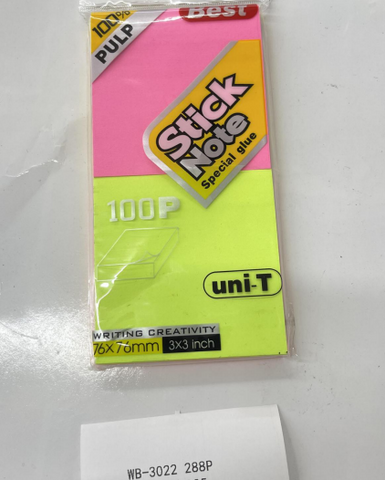 100%
PULP
Best
Stick
Note
Special glue
100P
uni-T
WRITING CREATIVITY
76x76mm 3x3 inch
WB-3022 288P